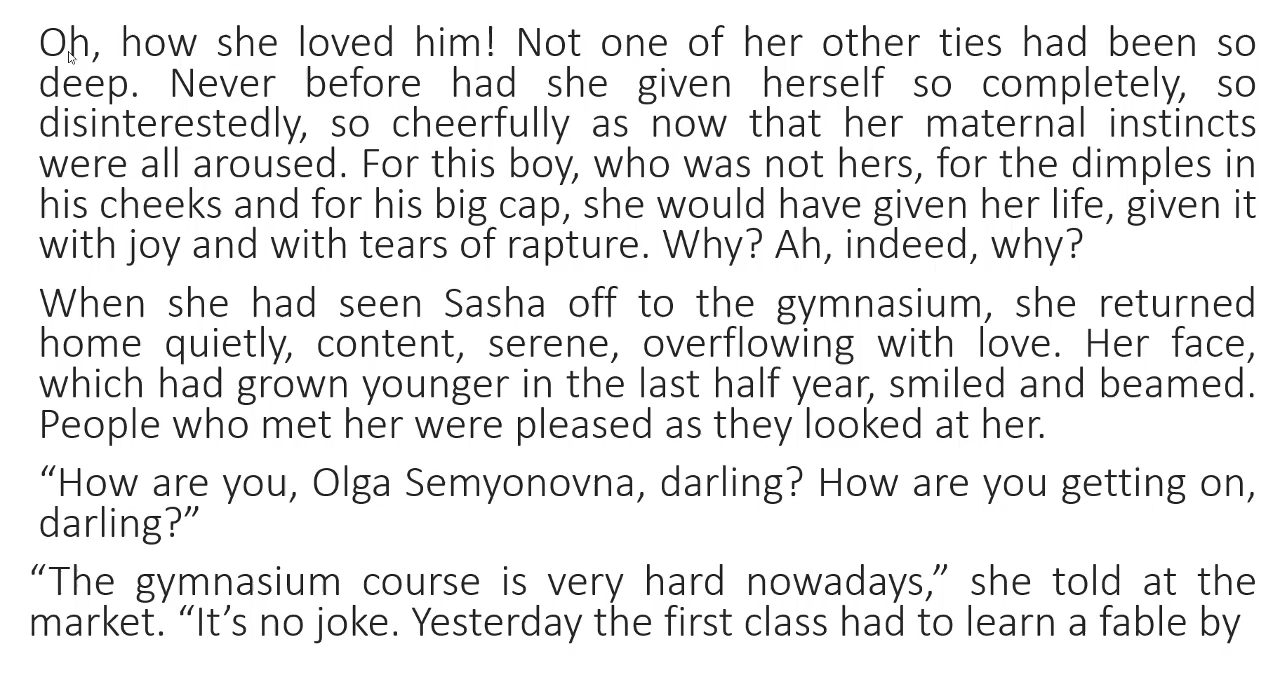 Oh, how she loved him! Not one of her other ties had been so
deep. Never before had she given herself so completely, so
disinterestedly, so cheerfully as now that her maternal instincts
were all aroused. For this boy, who was not hers, for the dimples in
his cheeks and for his big cap, she would have given her life, given it
with joy and with tears of rapture. Why? Ah, indeed, why?
When she had seen Sasha off to the gymnasium, she returned
home quietly, content, serene, overflowing with love. Her face,
which had grown younger in the last half year, smiled and beamed.
People who met her were pleased as they looked at her.
“How are you, Olga Semyonovna, darling? How are you getting on,
darling?”
“The gymnasium course is very hard nowadays,” she told at the
market. “It’s no joke. Yesterday the first class had to learn a fable by